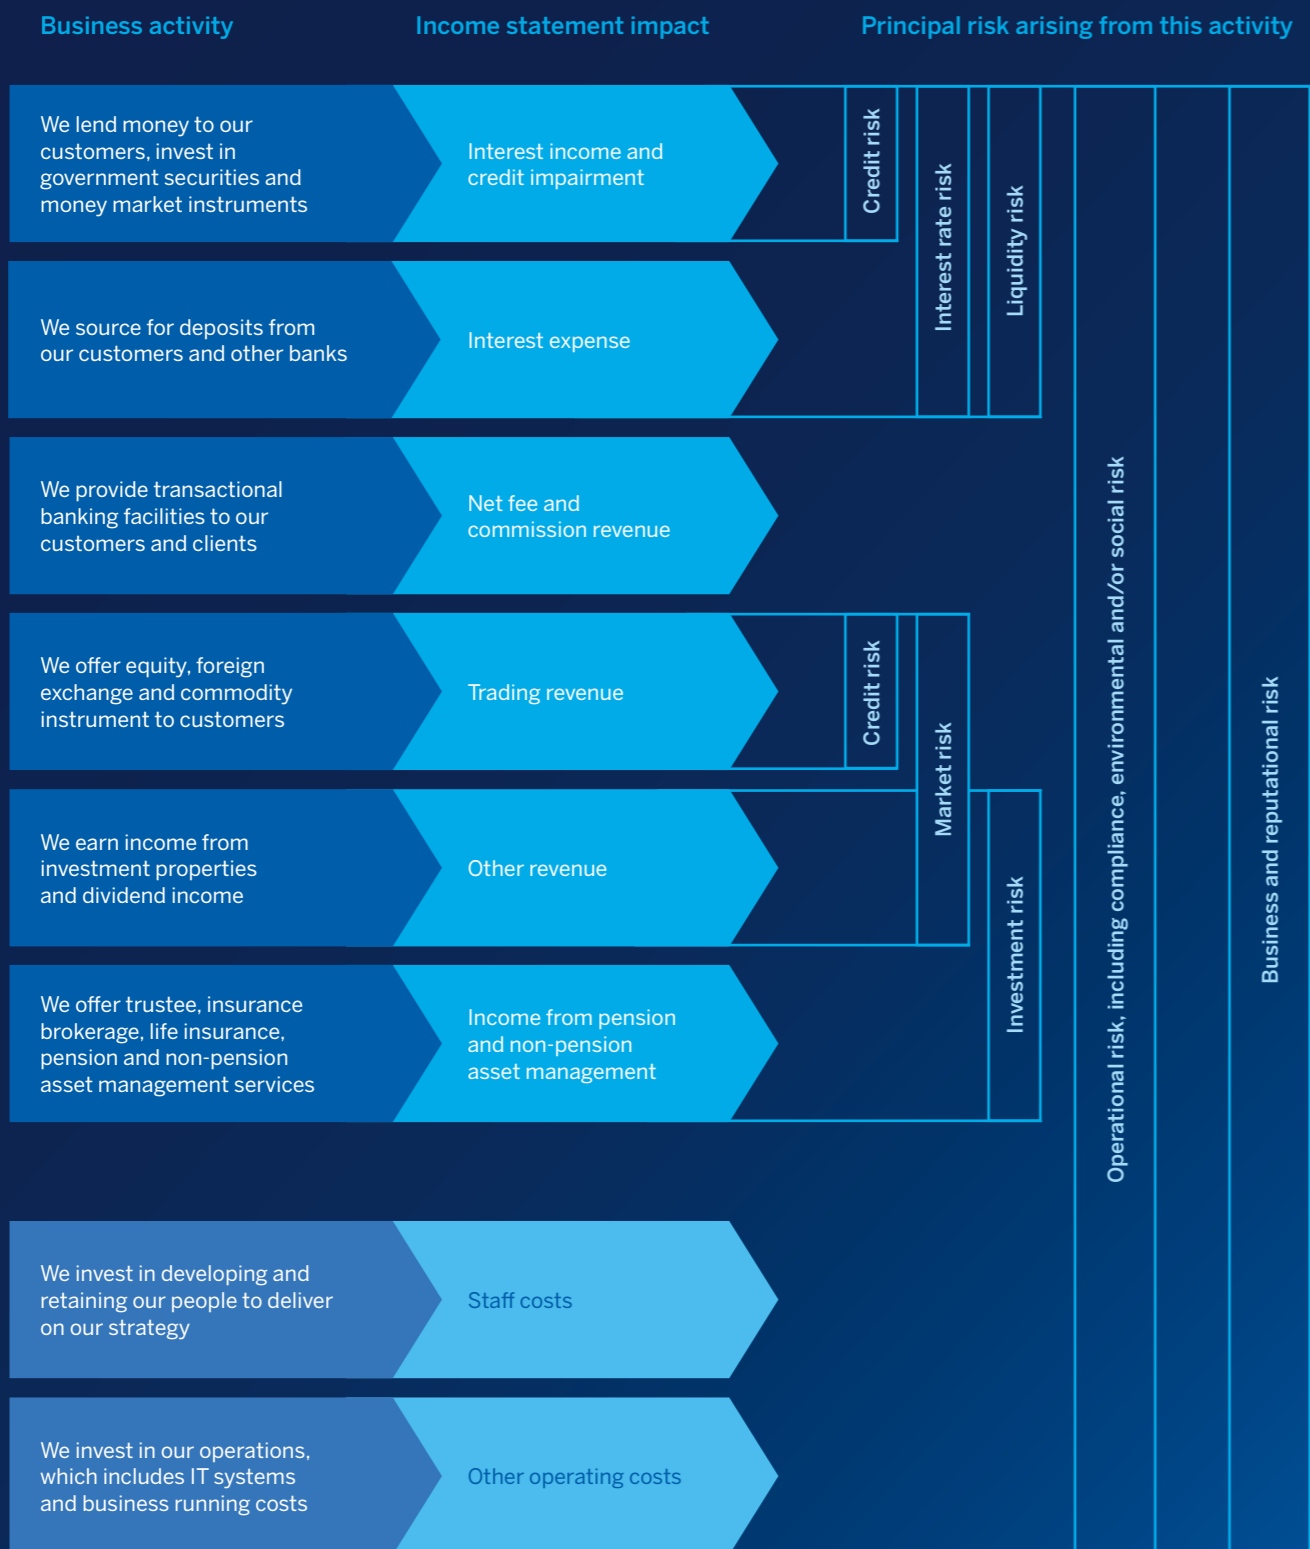 Business activity
Income statement impact
Principal risk arising from this activity
We lend money to our
customers, invest in
government securities and
money market instruments
Interest income and
credit impairment
Credit risk
Interest rate risk
Liquidity risk
We source for deposits from
our customers and other banks
Interest expense
We provide transactional
banking facilities to our
customers and clients
Net fee and
commission revenue
We offer equity, foreign
exchange and commodity
instrument to customers
Trading revenue
Credit risk
Market risk
We earn income from
investment properties
and dividend income
Other revenue
Investment risk
We offer trustee, insurance
brokerage, life insurance,
pension and non-pension
asset management services
Income from pension
and non-pension
asset management
Operational risk, including compliance, environmental and/or social risk
Business and reputational risk
We invest in developing and
retaining our people to deliver
on our strategy
Staff costs
We invest in our operations,
which includes IT systems
and business running costs
Other operating costs